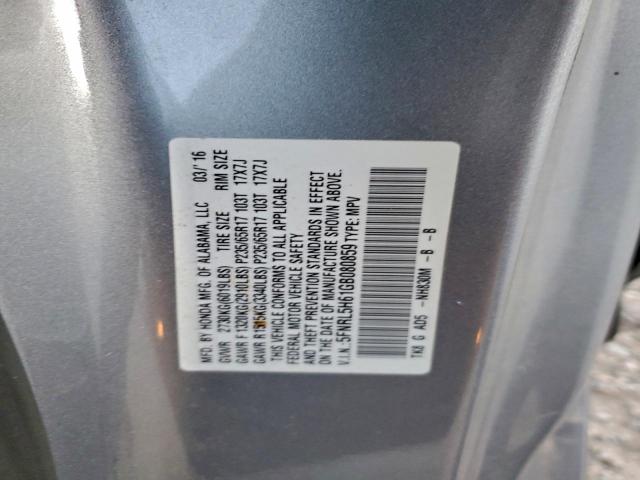 MFD. BY HONDA MFG. OF ALABAMA, LLC 03/'16
GVWR 2730KG(6019LBS) TIRE SIZE RIM SIZE
GAWR F 1320KG(2910LBS) P235/65R17 103T 17X7J
GAWR R 1515KG(3340LBS) P235/65R17 103T 17X7J
THIS VEHICLE CONFORMS TO ALL APPLICABLE
FEDERAL MOTOR VEHICLE SAFETY
AND THEFT PREVENTION STANDARDS IN EFFECT
ON THE DATE OF MANUFACTURE SHOWN ABOVE.
V.I.N.:5FNRL5H61GB080859 TYPE: MPV
TK8 G AD5 -NH830M -B -B